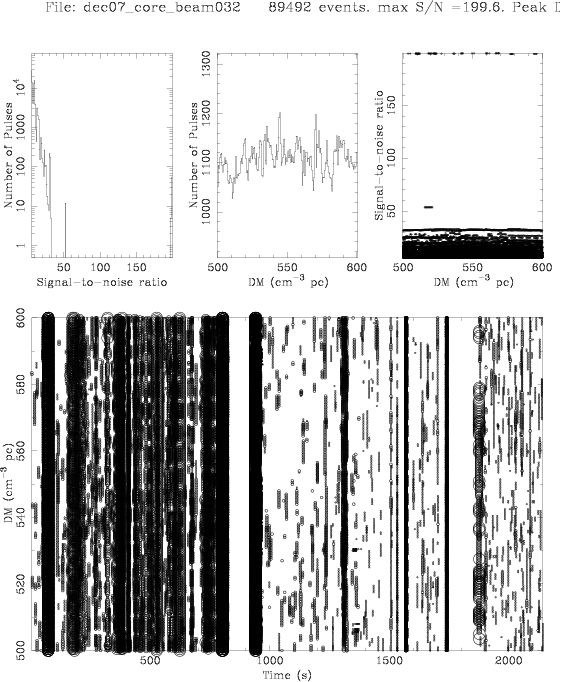 File: dec07_core_beam032 89492 events. max S/N =199.6. Peak D
Number of Pulses
1 10 100 1000 10⁴
50 100 150
Signal-to-noise ratio
Number of Pulses
1000 1100 1200 1300
500 550 600
DM (cm⁻³ pc)
Signal-to-noise ratio
50 100 150
500 550 600
DM (cm⁻³ pc)
DM (cm⁻³ pc)
500 520 540 560 580 600
500 1000 1500 2000
Time (s)